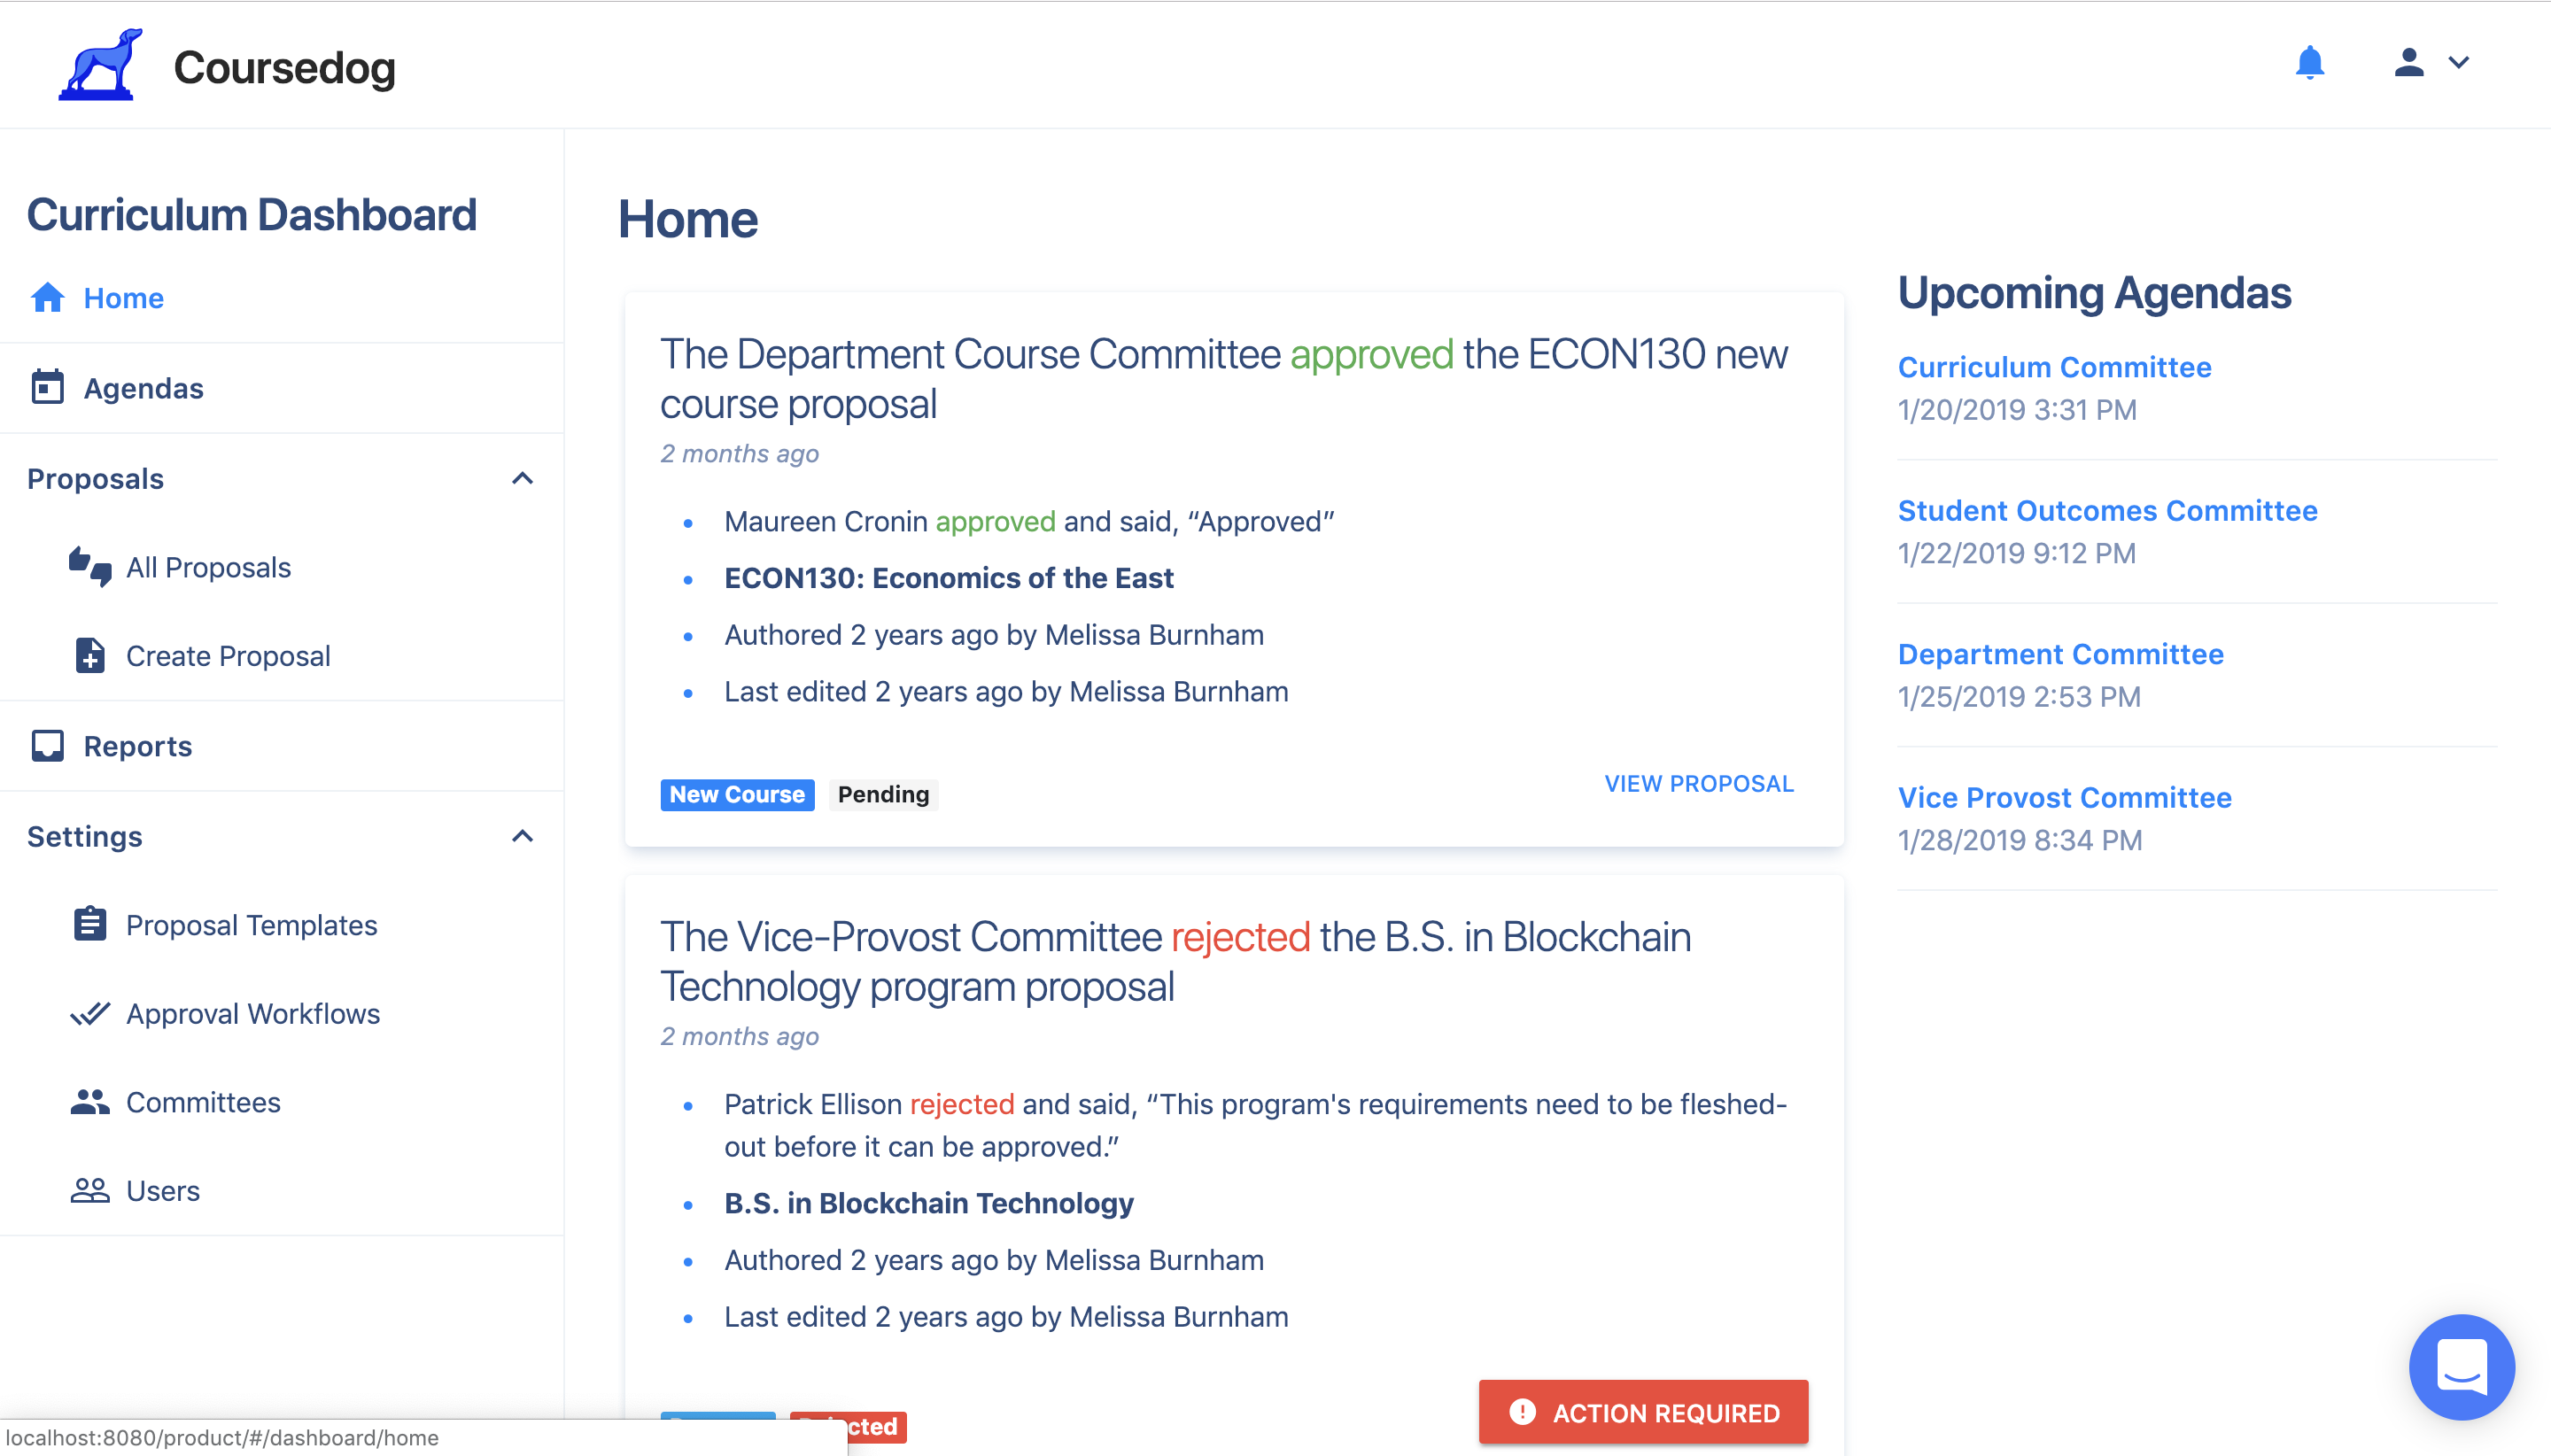 Coursedog
Curriculum Dashboard
Home
Agendas
Proposals
All Proposals
Create Proposal
Reports
Settings
Proposal Templates
Approval Workflows
Committees
Users
Home
The Department Course Committee approved the ECON130 new
course proposal
2 months ago
Maureen Cronin approved and said, “Approved”
ECON130: Economics of the East
Authored 2 years ago by Melissa Burnham
Last edited 2 years ago by Melissa Burnham
New Course
Pending
VIEW PROPOSAL
The Vice-Provost Committee rejected the B.S. in Blockchain
Technology program proposal
2 months ago
Patrick Ellison rejected and said, “This program's requirements need to be fleshed-
out before it can be approved.”
B.S. in Blockchain Technology
Authored 2 years ago by Melissa Burnham
Last edited 2 years ago by Melissa Burnham
Rejected
ACTION REQUIRED
Upcoming Agendas
Curriculum Committee
1/20/2019 3:31 PM
Student Outcomes Committee
1/22/2019 9:12 PM
Department Committee
1/25/2019 2:53 PM
Vice Provost Committee
1/28/2019 8:34 PM
localhost:8080/product/#/dashboard/home